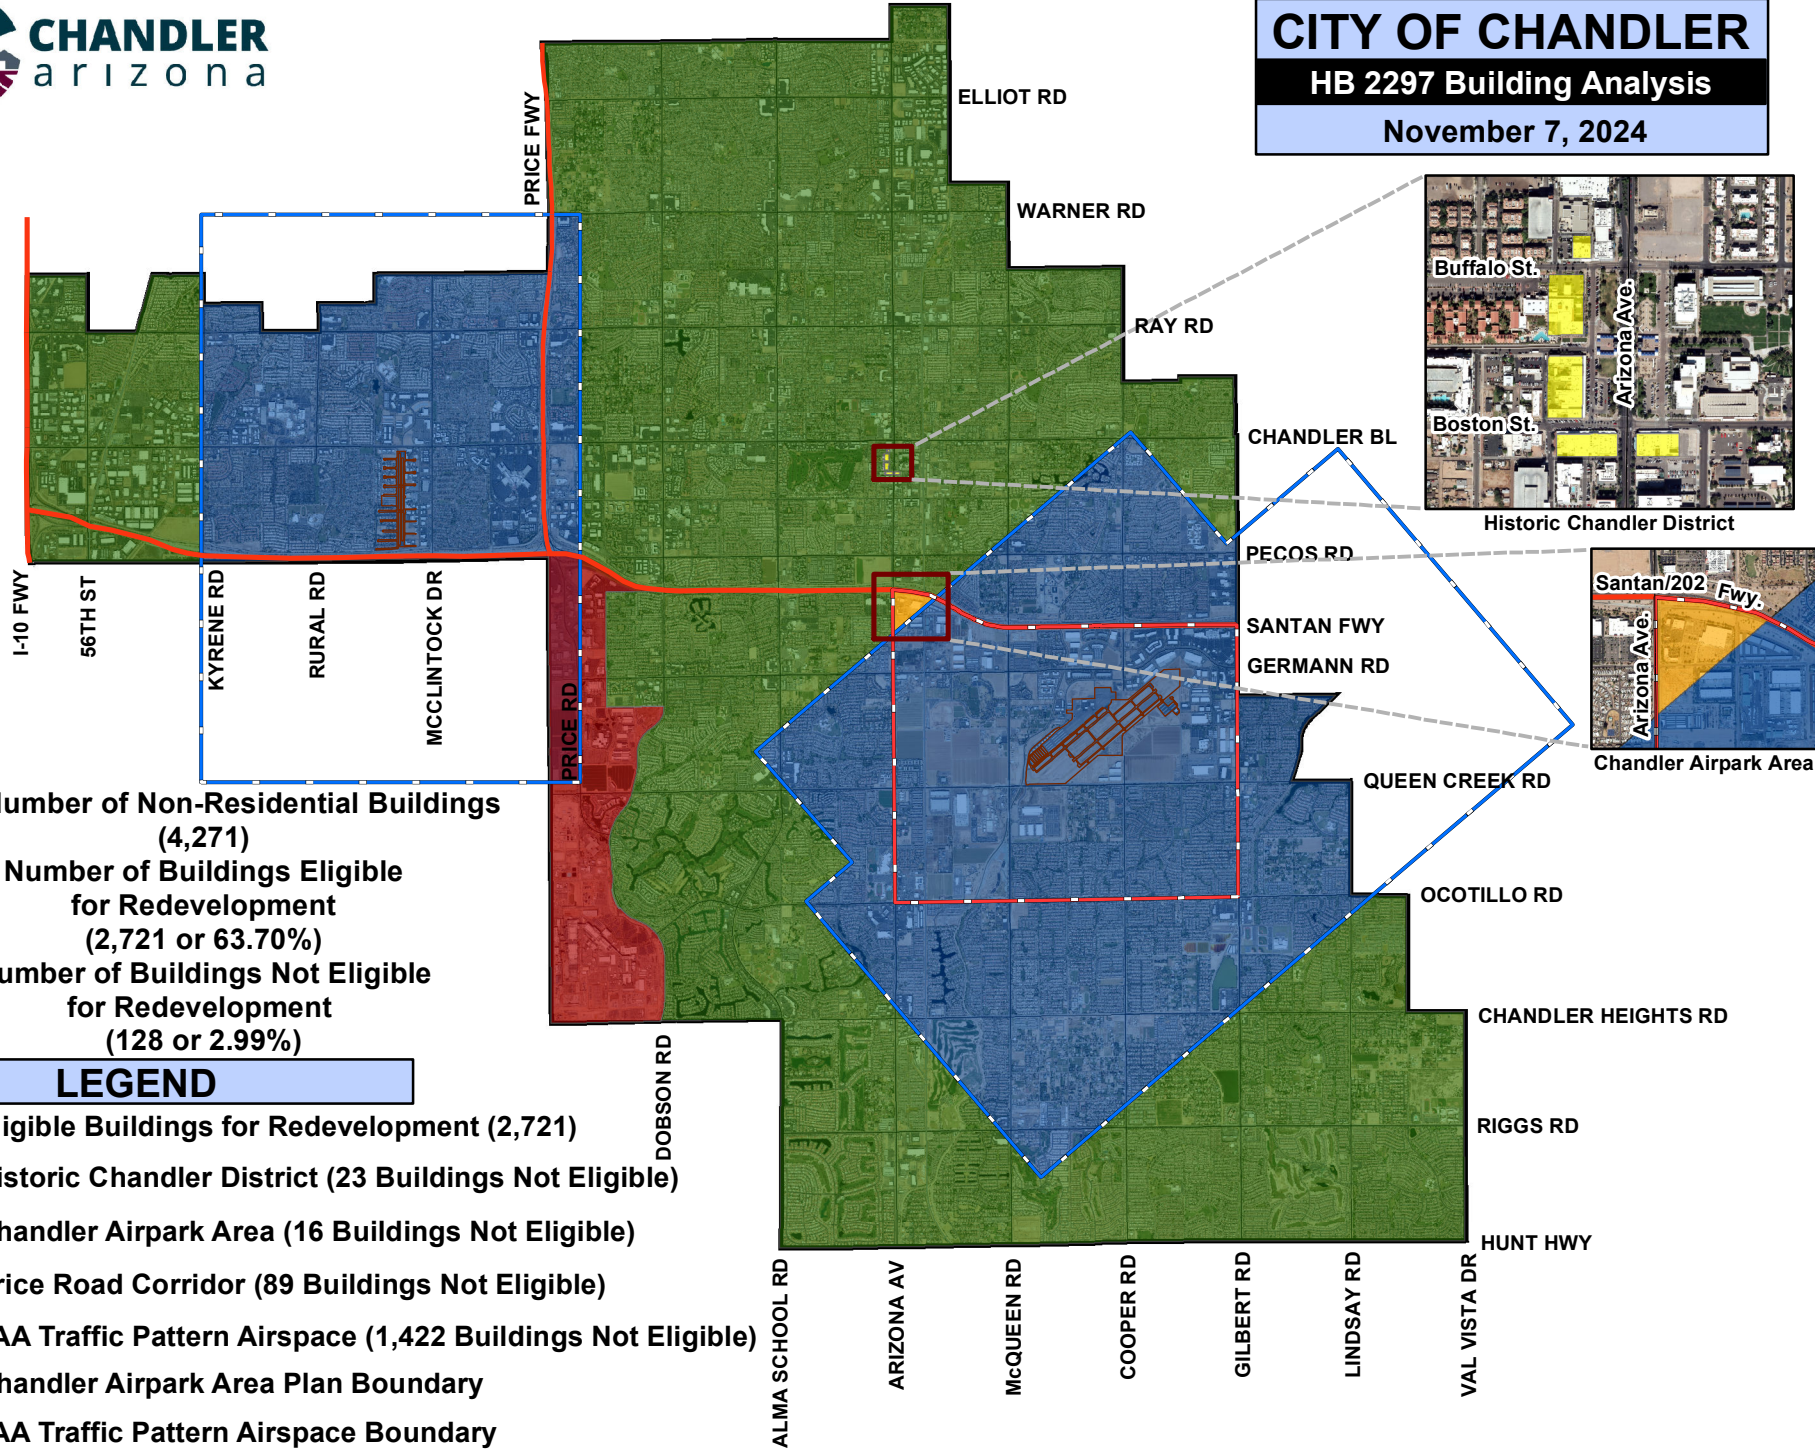 CHANDLER
arizona
CITY OF CHANDLER
HB 2297 Building Analysis
November 7, 2024
PRICE FWY
ELLIOT RD
WARNER RD
RAY RD
CHANDLER BL
PECOS RD
SANTAN FWY
GERMANN RD
QUEEN CREEK RD
OCOTILLO RD
CHANDLER HEIGHTS RD
RIGGS RD
HUNT HWY
Buffalo St.
Arizona Ave.
Boston St.
Historic Chandler District
Santan/202 Fwy.
Arizona Ave.
Chandler Airpark Area
I-10 FWY
56TH ST
KYRENE RD
RURAL RD
MCCLINTOCK DR
PRICE RD
DOBSON RD
ALMA SCHOOL RD
ARIZONA AV
McQUEEN RD
COOPER RD
GILBERT RD
LINDSAY RD
VAL VISTA DR
umber of Non-Residential Buildings
(4,271)
Number of Buildings Eligible
for Redevelopment
(2,721 or 63.70%)
umber of Buildings Not Eligible
for Redevelopment
(128 or 2.99%)
LEGEND
igible Buildings for Redevelopment (2,721)
istoric Chandler District (23 Buildings Not Eligible)
handler Airpark Area (16 Buildings Not Eligible)
rice Road Corridor (89 Buildings Not Eligible)
AA Traffic Pattern Airspace (1,422 Buildings Not Eligible)
handler Airpark Area Plan Boundary
AA Traffic Pattern Airspace Boundary